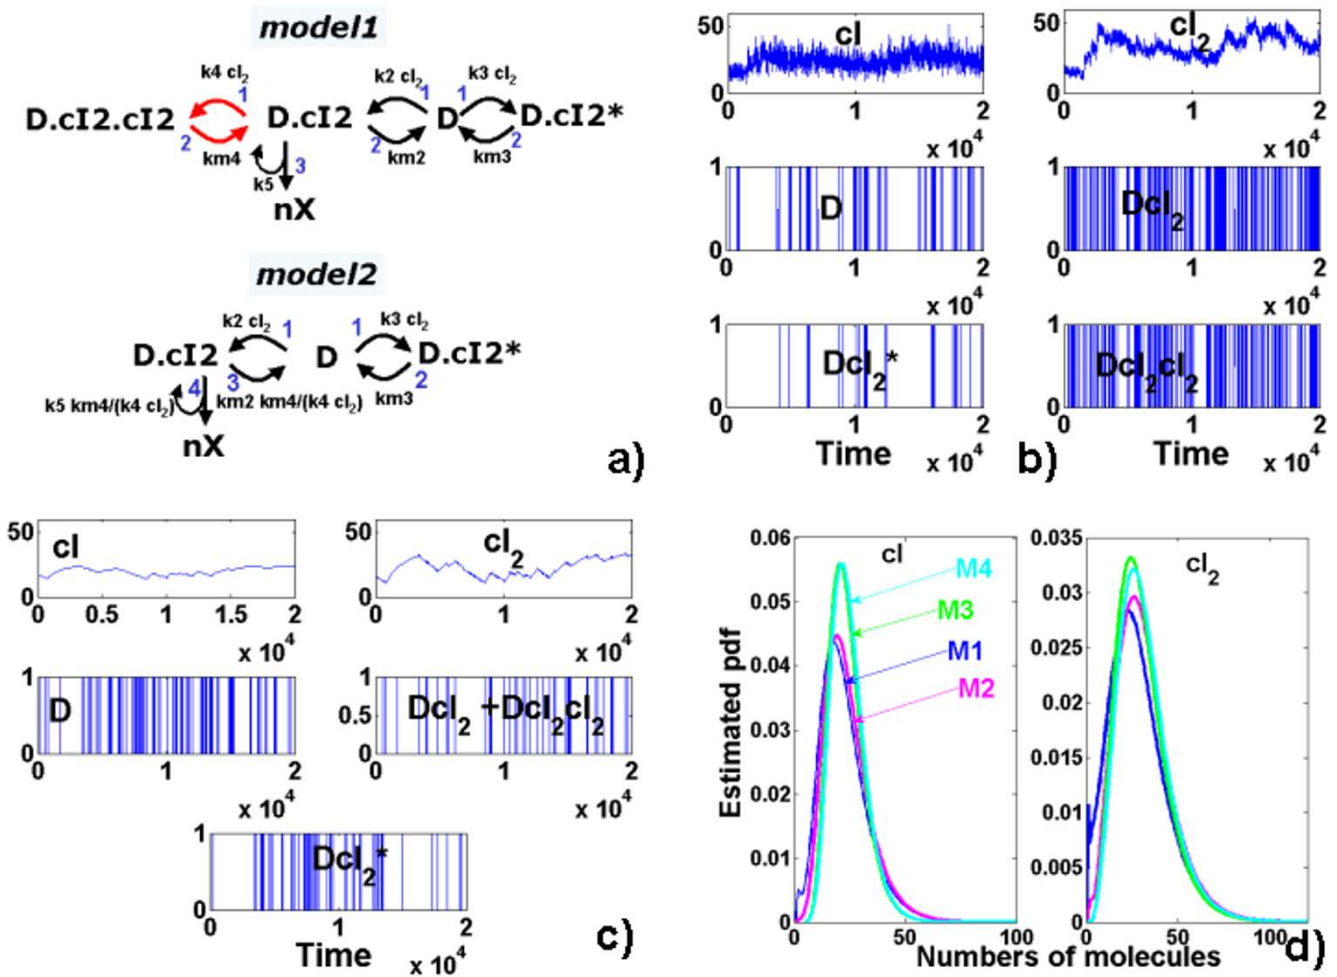 model1
k4 cI2
k2 cI2
k3 cI2
1
1
1
D.cI2.cI2
D.cI2
D
D.cI2*
2
2
2
km4
km2
km3
k5
3
nX
model2
k2 cI2
k3 cI2
1
1
D.cI2
D
D.cI2*
4
3
2
k5 km4/(k4 cI2)
km2 km4/(k4 cI2)
km3
nX
a)
50
0
cI
0
1
2
x 10^4
50
0
cI2
0
1
2
x 10^4
1
0
D
0
1
2
x 10^4
1
0
DcI2
0
1
2
x 10^4
1
0
DcI2*
0
1
2
Time
x 10^4
b)
1
0
DcI2cI2
0
1
2
Time
x 10^4
50
0
cI
0
0.5
1
1.5
2
x 10^4
50
0
cI2
0
1
2
x 10^4
1
0
D
0
1
2
x 10^4
1
0.5
0
DcI2 +DcI2cI2
0
1
2
x 10^4
1
0
DcI2*
0
1
2
Time
x 10^4
c)
Estimated pdf
0.06
0.05
0.04
0.03
0.02
0.01
0
cI
M4
M3
M1
M2
0
50
100
0.035
0.03
0.025
0.02
0.015
0.01
0.005
0
cI2
0
50
100
Numbers of molecules
d)